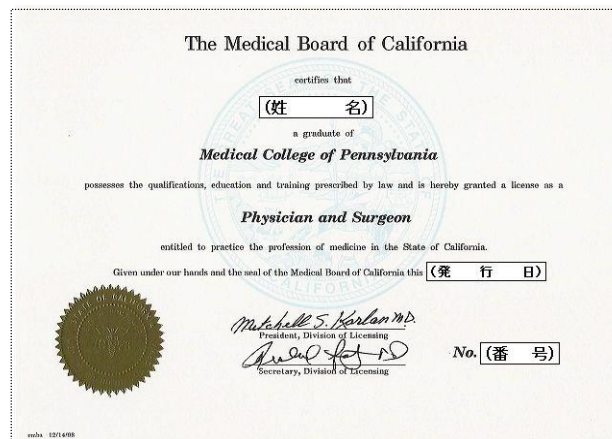 The Medical Board of California
certifies that
(姓 名)
a graduate of
Medical College of Pennsylvania
possesses the qualifications, education and training prescribed by law and is hereby granted a license as a
Physician and Surgeon
entitled to practice the profession of medicine in the State of California.
Given under our hands and the seal of the Medical Board of California this (発 行 日)
Mitchell S. Karlan M.D.
President, Division of Licensing
Secretary, Division of Licensing
No. (番 号)
12/14/93